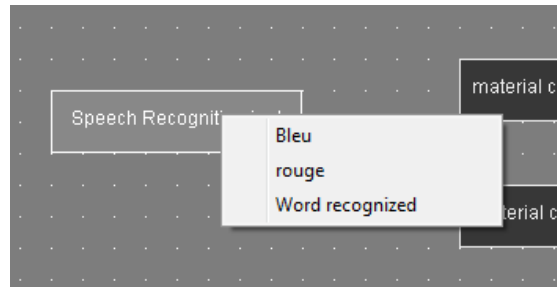 material c
Speech Recogniti
Bleu
rouge
Word recognized
terial c